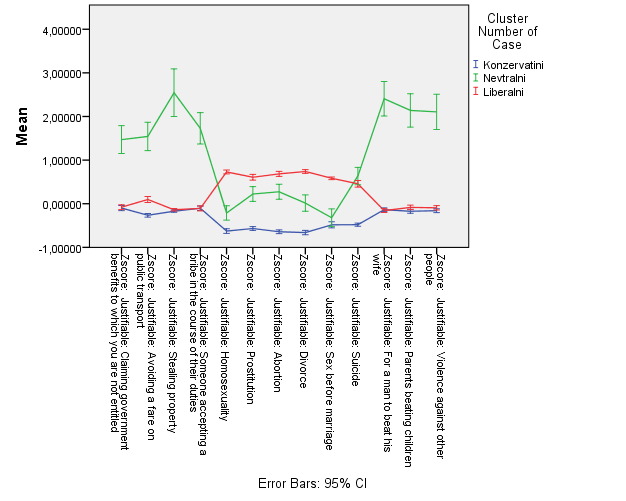 Cluster
Number of
Case
Konzervatini
Nevtralni
Liberalni
Mean
4,00000
3,00000
2,00000
1,00000
0,00000
-1,00000
Zscore: Justifiable: Claiming government
benefits to which you are not entitled
Zscore: Justifiable: Avoiding a fare on
public transport
Zscore: Justifiable: Stealing property
Zscore: Justifiable: Someone accepting a
bribe in the course of their duties
Zscore: Justifiable: Homosexuality
Zscore: Justifiable: Prostitution
Zscore: Justifiable: Abortion
Zscore: Justifiable: Divorce
Zscore: Justifiable: Sex before marriage
Zscore: Justifiable: Suicide
Zscore: Justifiable: For a man to beat his
wife
Zscore: Justifiable: Parents beating children
Zscore: Justifiable: Violence against other
people
Error Bars: 95% CI